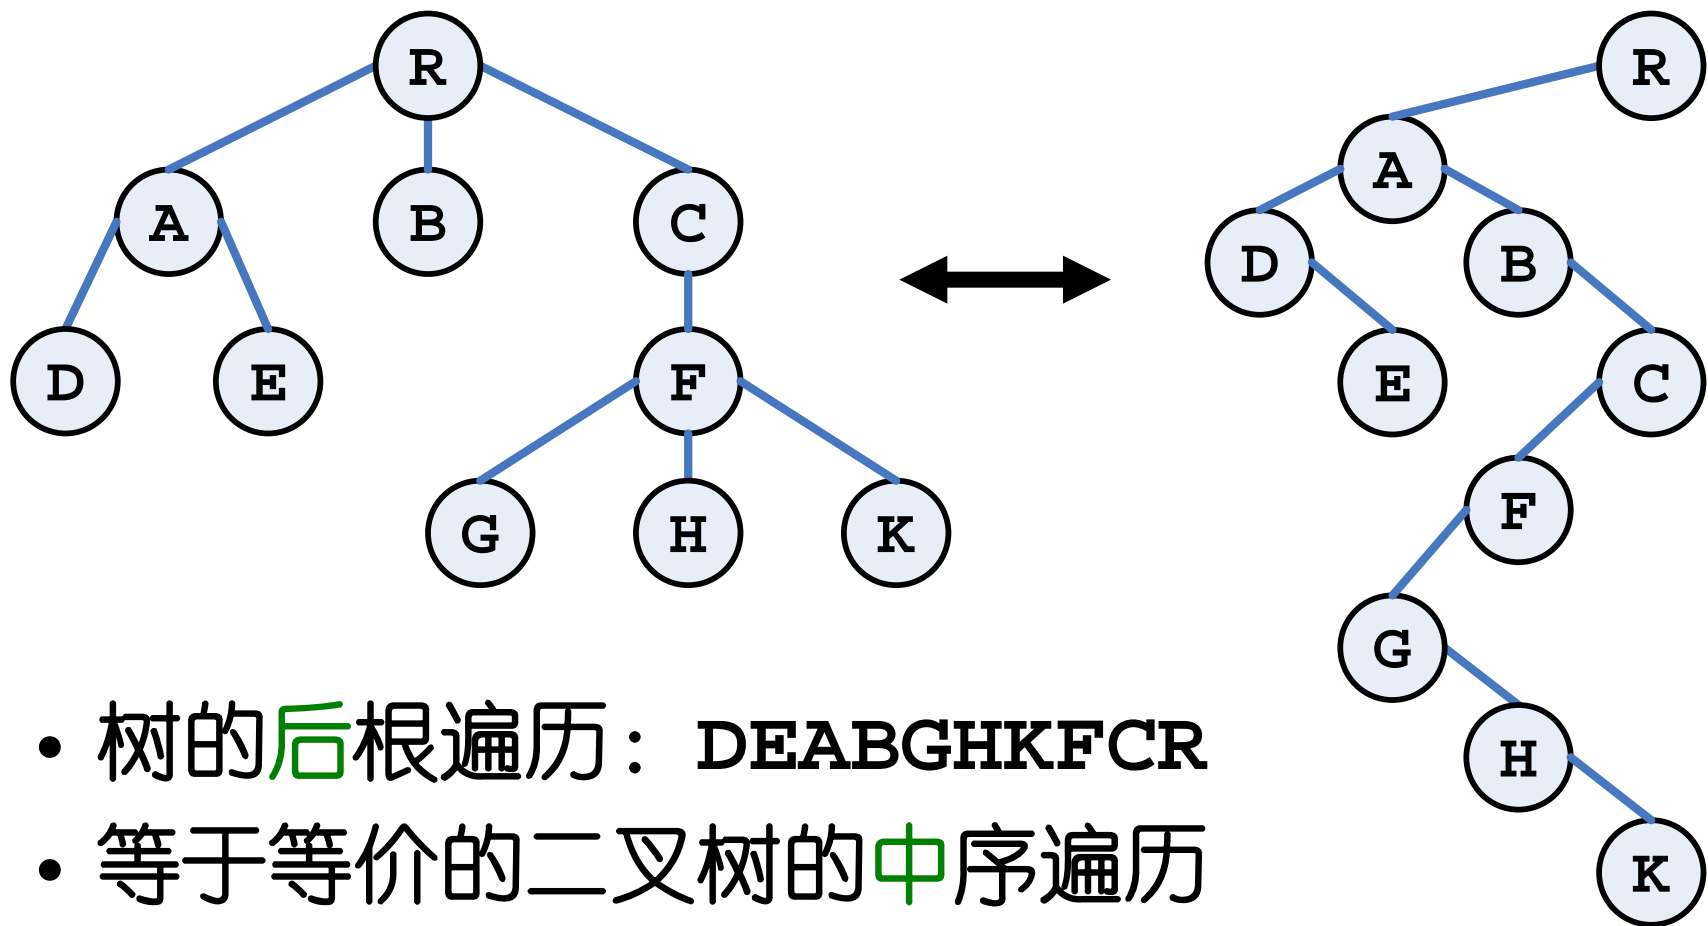 R R
A
A B C
D B
D E F E C
F
G H K
G
• 树的后根遍历: DEABGHKFCR
H
• 等于等价的二叉树的中序遍历
K